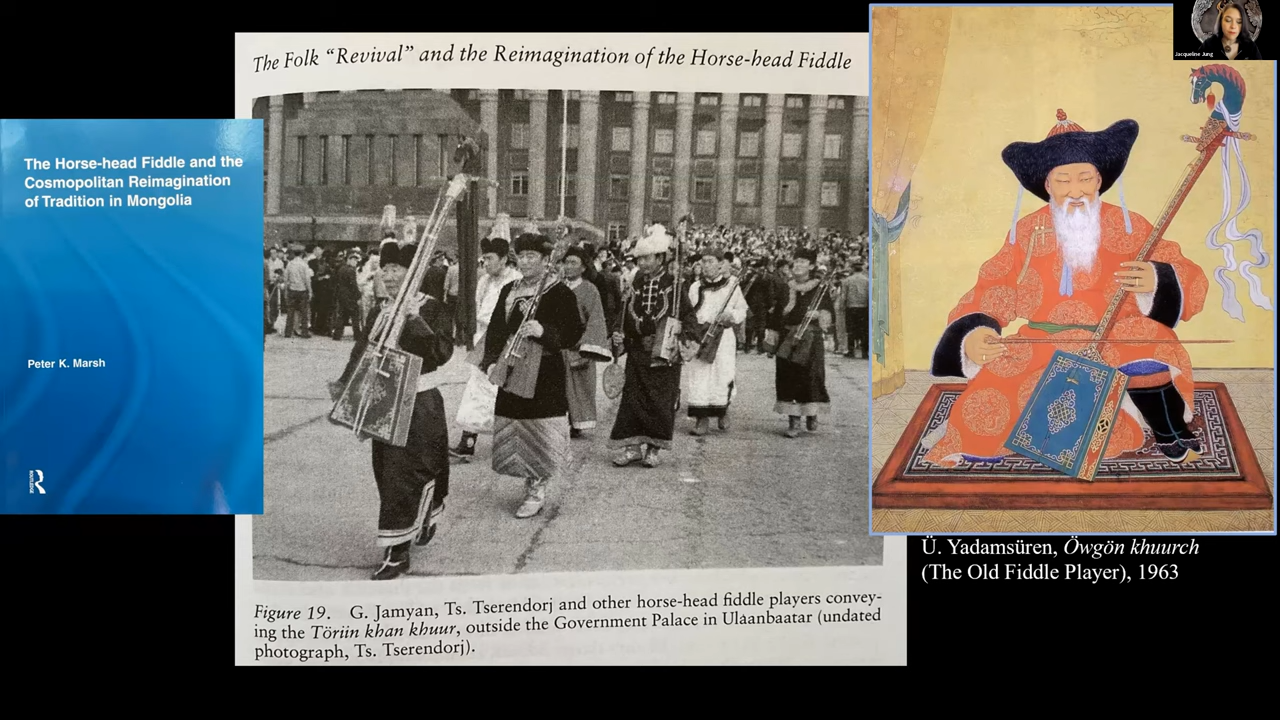 The Horse-head Fiddle and the
Cosmopolitan Reimagination
of Tradition in Mongolia
Peter K. Marsh
ROUTLEDGE
The Folk “Revival” and the Reimagination of the Horse-head Fiddle
Figure 19. G. Jamyan, Ts. Tserendorj and other horse-head fiddle players convey-
ing the Töriin khan khuur, outside the Government Palace in Ulaanbaatar (undated
photograph, Ts. Tserendorj).
Jacqueline Jung
Ü. Yadamsüren, Öwgön khuurch
(The Old Fiddle Player), 1963